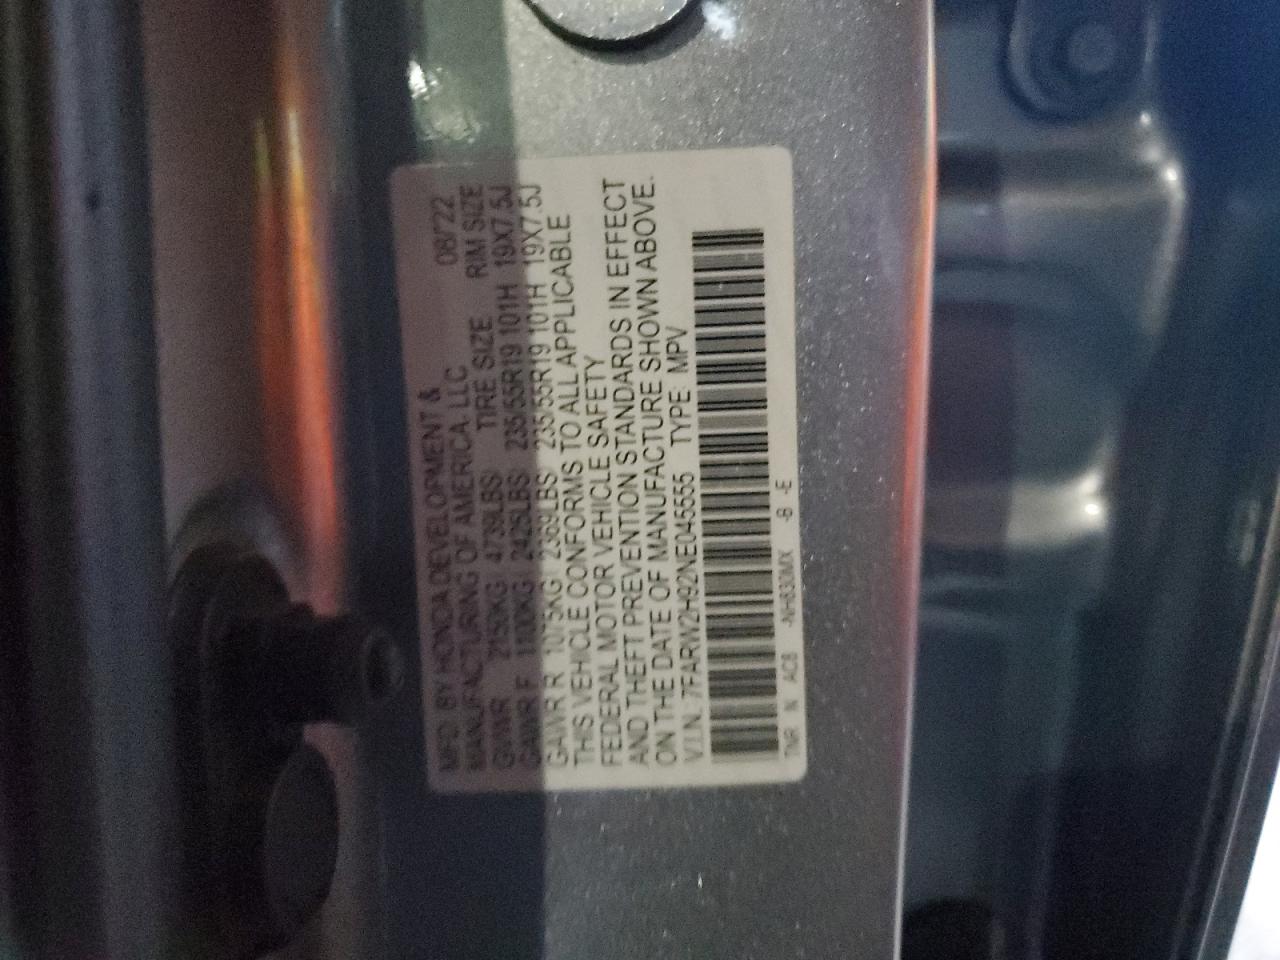 MFD. BY HONDA DEVELOPMENT &
MANUFACTURING OF AMERICA, LLC 08/22
GVWR 2150KG 4739LBS TIRE SIZE RIM SIZE
GAWR F 1100KG 2425LBS 235/55R19 101H 19X7.5J
GAWR R 1075KG 2369LBS 235/55R19 101H 19X7.5J
THIS VEHICLE CONFORMS TO ALL APPLICABLE
FEDERAL MOTOR VEHICLE SAFETY
AND THEFT PREVENTION STANDARDS IN EFFECT
ON THE DATE OF MANUFACTURE SHOWN ABOVE.
V.I.N.: 7FARW2H92NE045555 TYPE: MPV
TMR N AC8 -NH830MX -B -E